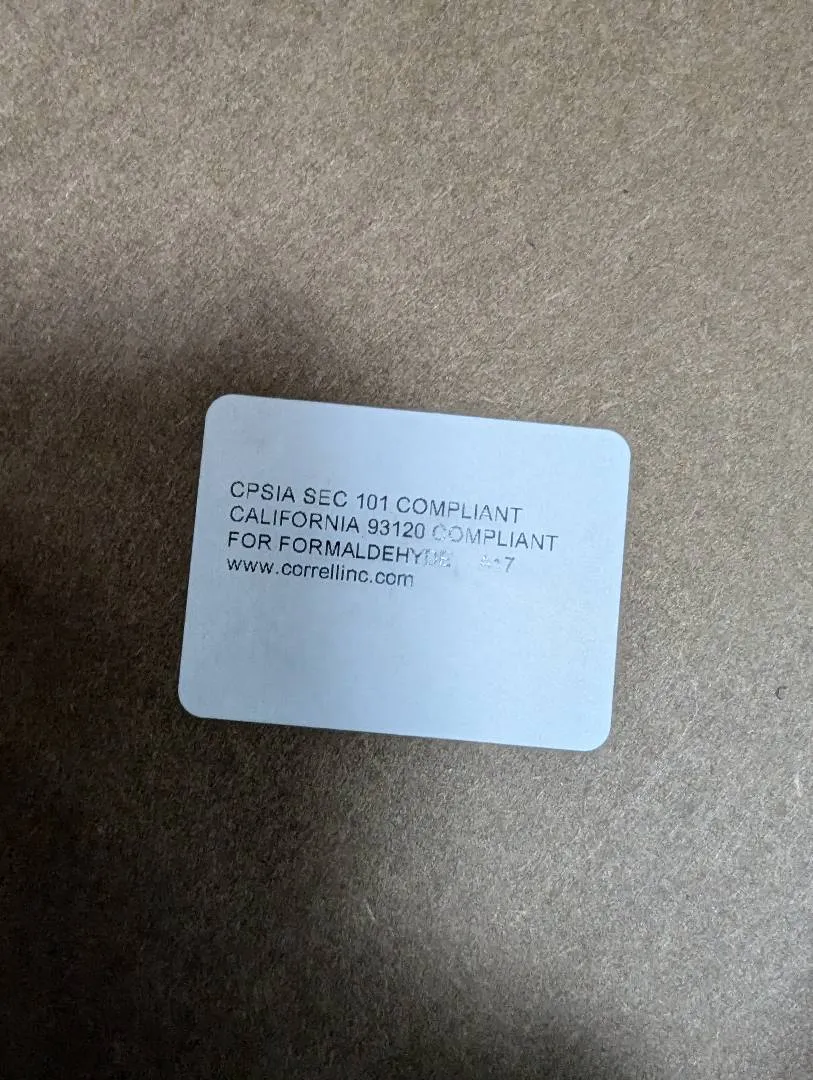 CPSIA SEC 101 COMPLIANT
CALIFORNIA 93120 COMPLIANT
FOR FORMALDEHYDE
www.correllinc.com